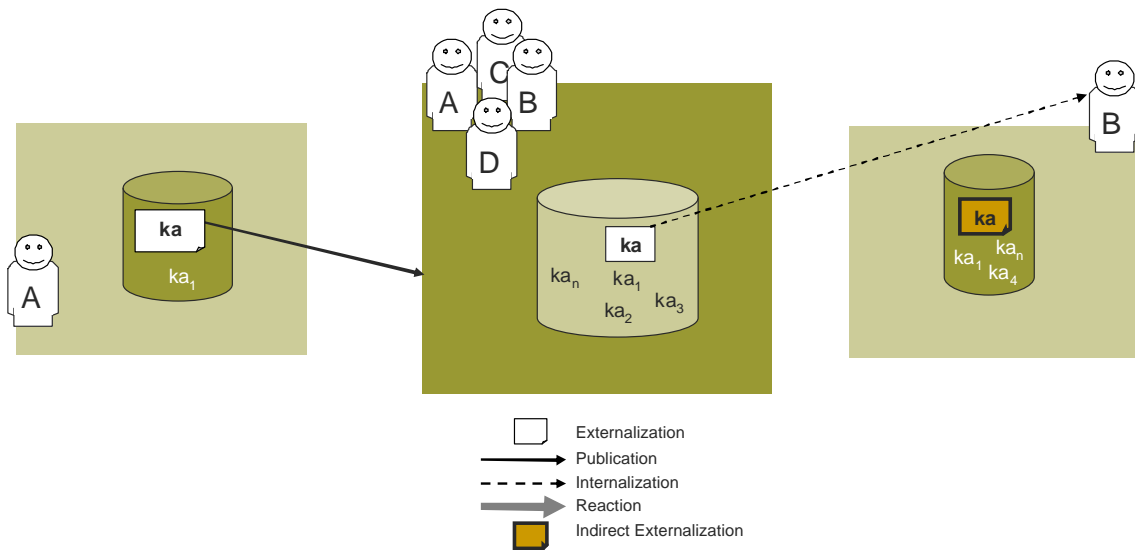 A
ka
ka₁
C
A
B
D
ka
kaₙ
ka₁
ka₂
ka₃
B
ka
ka₁
kaₙ
ka₄
Externalization
Publication
Internalization
Reaction
Indirect Externalization